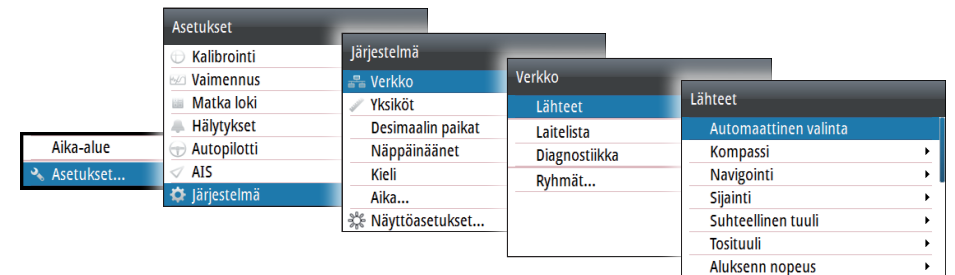 Aika-alue
Asetukset...
Asetukset
Kalibrointi
Vaimennus
Matka loki
Hälytykset
Autopilotti
AIS
Järjestelmä
Järjestelmä
Verkko
Yksiköt
Desimaalin paikat
Näppäinäänet
Kieli
Aika...
Näyttöasetukset...
Verkko
Lähteet
Laitelista
Diagnostiikka
Ryhmät...
Lähteet
Automaattinen valinta
Kompassi
Navigointi
Sijainti
Suhteellinen tuuli
Tosituuli
Aluksenn nopeus